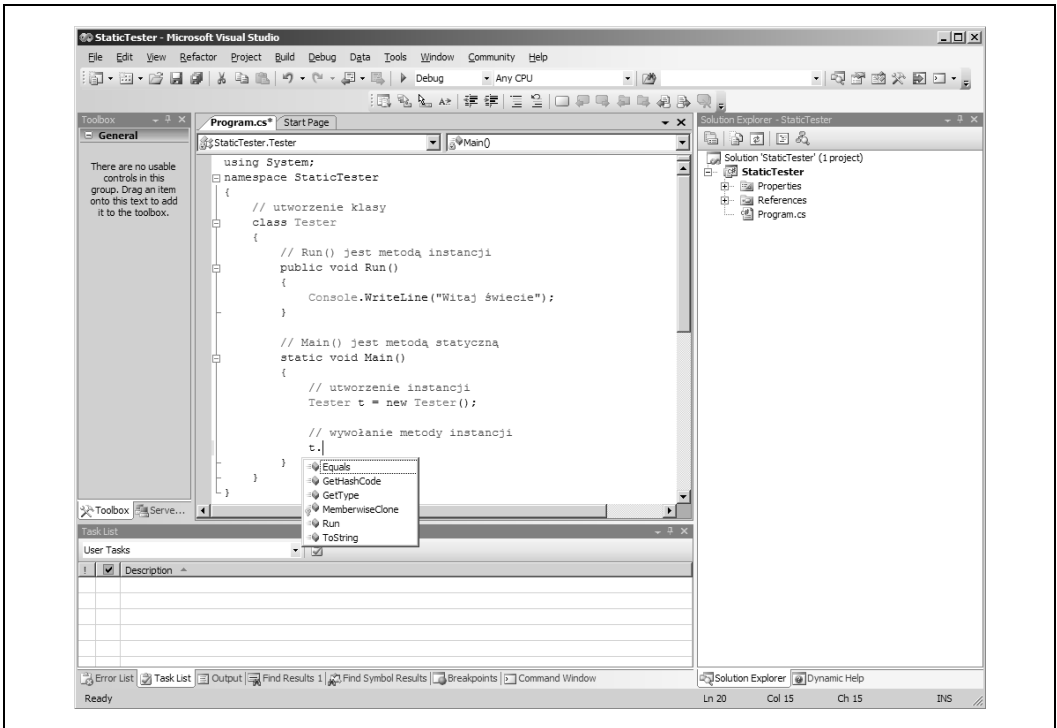 StaticTester - Microsoft Visual Studio
File Edit View Refactor Project Build Debug Data Tools Window Community Help
Debug Any CPU
Toolbox
General
There are no usable
controls in this
group. Drag an item
onto this text to add
it to the toolbox.
Toolbox Serve...
Program.cs* Start Page
StaticTester.Tester Main()
using System;
namespace StaticTester
{
// utworzenie klasy
class Tester
{
// Run() jest metodą instancji
public void Run()
{
Console.WriteLine("Witaj świecie");
}
// Main() jest metodą statyczną
static void Main()
{
// utworzenie instancji
Tester t = new Tester();
// wywołanie metody instancji
t.
}
}
}
Equals
GetHashCode
GetType
MemberwiseClone
Run
ToString
Solution Explorer - StaticTester
Solution 'StaticTester' (1 project)
StaticTester
Properties
References
Program.cs
Task List
User Tasks
! Description
Error List Task List Output Find Results 1 Find Symbol Results Breakpoints Command Window
Solution Explorer Dynamic Help
Ready Ln 20 Col 15 Ch 15 INS